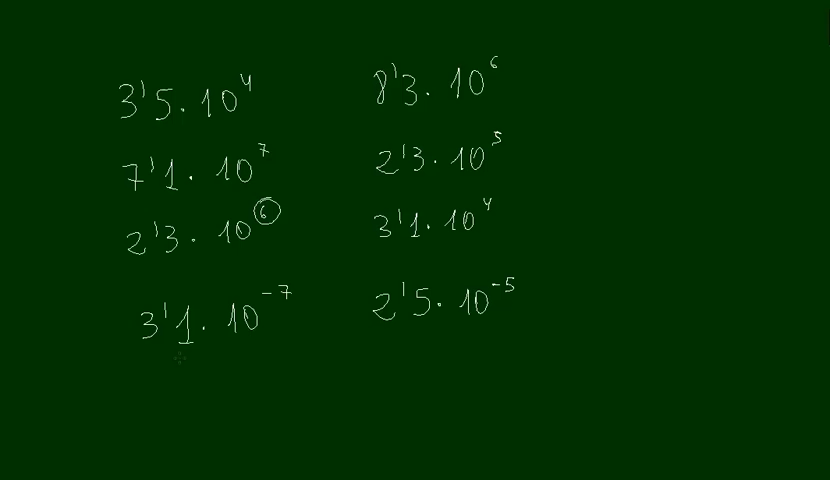 3'5 · 10⁴ 8'3 · 10⁶
7'1 · 10⁷ 2'3 · 10⁵
2'3 · 10⁶ 3'1 · 10⁴
3'1 · 10⁻⁷ 2'5 · 10⁻⁵